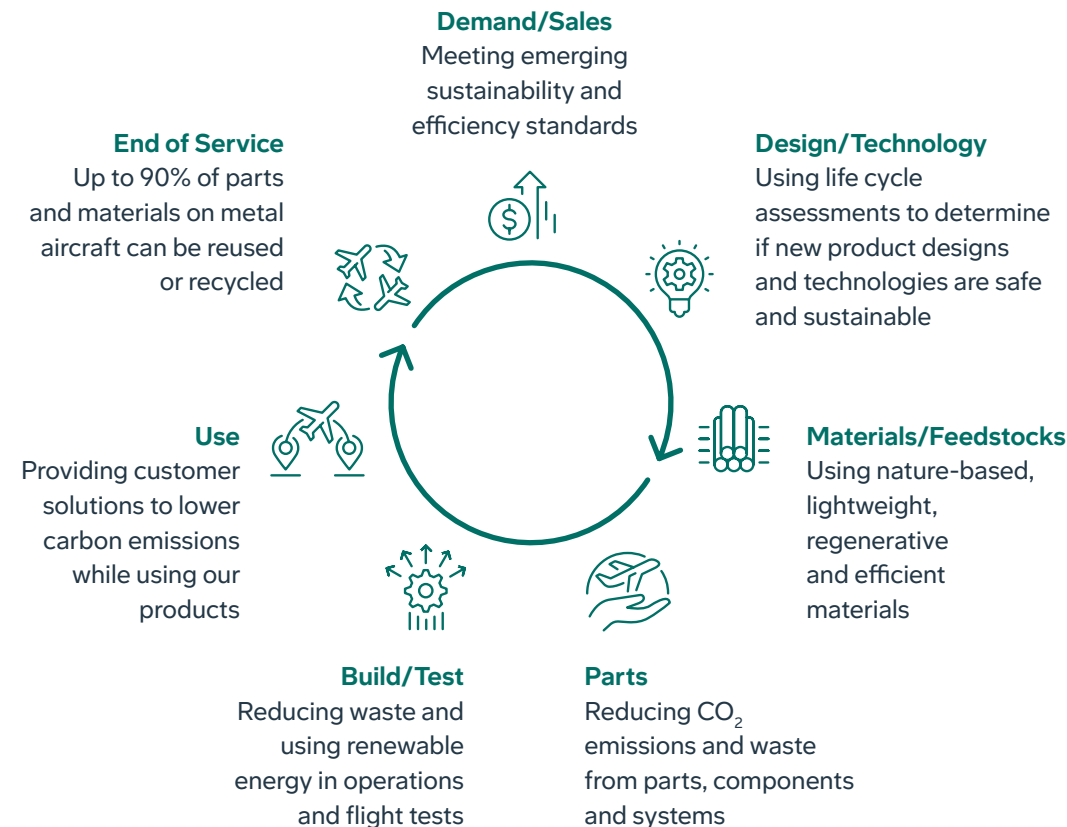 Demand/Sales
Meeting emerging
sustainability and
efficiency standards
Design/Technology
Using life cycle
assessments to determine
if new product designs
and technologies are safe
and sustainable
Materials/Feedstocks
Using nature-based,
lightweight,
regenerative
and efficient
materials
Parts
Reducing CO₂
emissions and waste
from parts, components
and systems
Build/Test
Reducing waste and
using renewable
energy in operations
and flight tests
Use
Providing customer
solutions to lower
carbon emissions
while using our
products
End of Service
Up to 90% of parts
and materials on metal
aircraft can be reused
or recycled
$